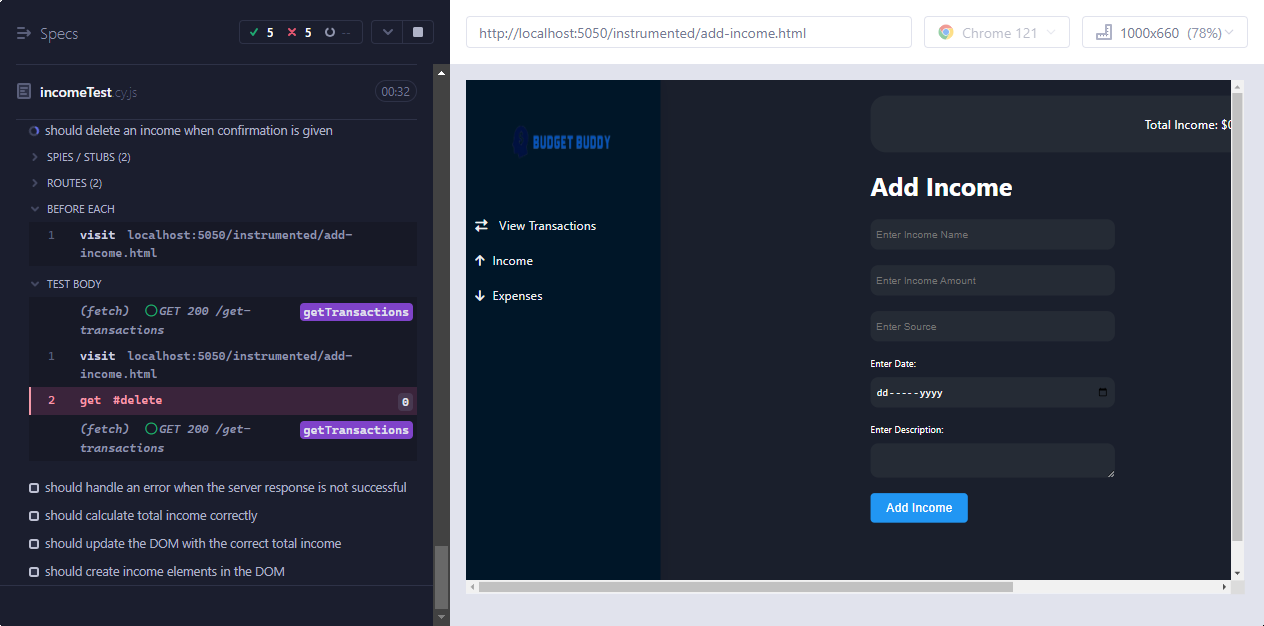 Specs
5 5 --
incomeTest.cy.js 00:32
should delete an income when confirmation is given
SPIES / STUBS (2)
ROUTES (2)
BEFORE EACH
1 visit localhost:5050/instrumented/add-
income.html
TEST BODY
(fetch) GET 200 /get-
transactions
getTransactions
1 visit localhost:5050/instrumented/add-
income.html
2 get #delete 0
(fetch) GET 200 /get-
transactions
getTransactions
should handle an error when the server response is not successful
should calculate total income correctly
should update the DOM with the correct total income
should create income elements in the DOM
http://localhost:5050/instrumented/add-income.html
Chrome 121
1000x660 (78%)
BUDGET BUDDY
View Transactions
Income
Expenses
Total Income: $0
Add Income
Enter Income Name
Enter Income Amount
Enter Source
Enter Date:
dd-----yyyy
Enter Description:
Add Income